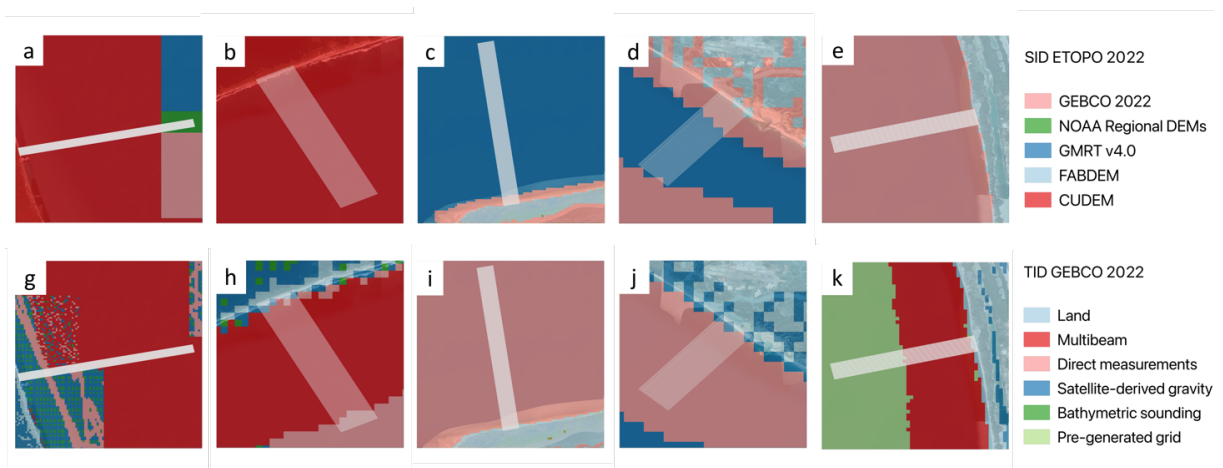 a
b
c
d
e
SID ETOPO 2022
GEBCO 2022
NOAA Regional DEMs
GMRT v4.0
FABDEM
CUDEM
g
h
i
j
k
TID GEBCO 2022
Land
Multibeam
Direct measurements
Satellite-derived gravity
Bathymetric sounding
Pre-generated grid